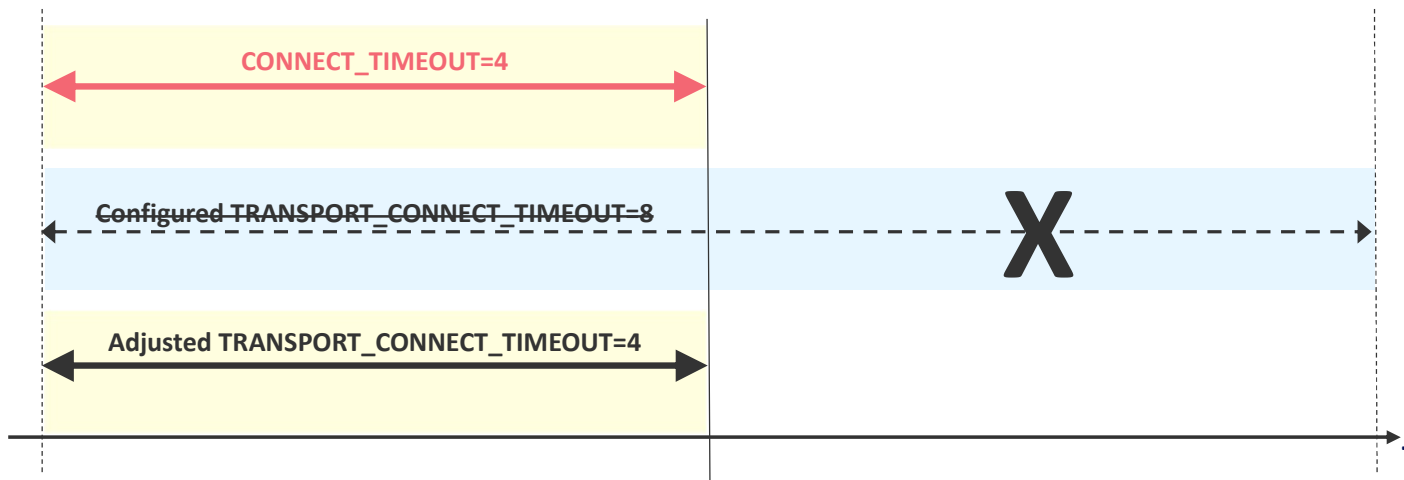 CONNECT_TIMEOUT=4
Configured TRANSPORT_CONNECT_TIMEOUT=8
X
Adjusted TRANSPORT_CONNECT_TIMEOUT=4